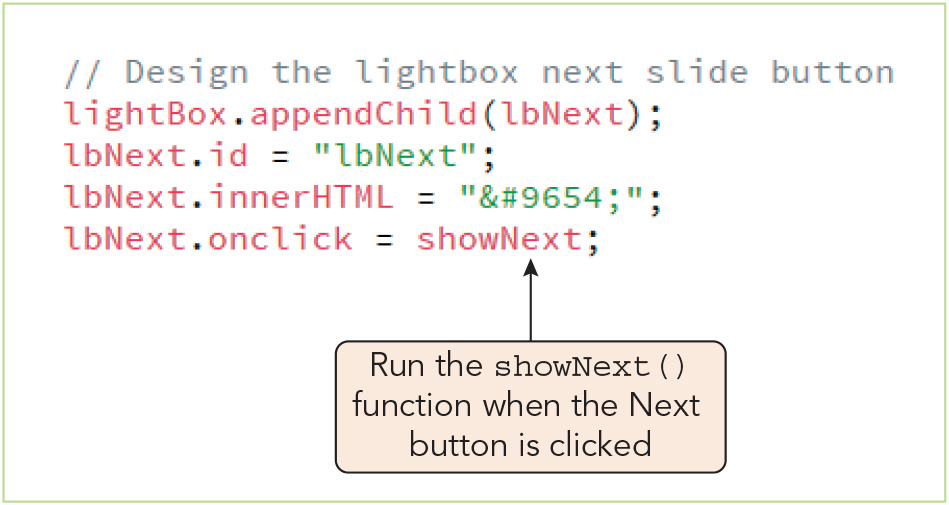 // Design the lightbox next slide button
lightBox.appendChild(lbNext);
lbNext.id = "lbNext";
lbNext.innerHTML = "&#9654;";
lbNext.onclick = showNext;
Run the showNext()
function when the Next
button is clicked